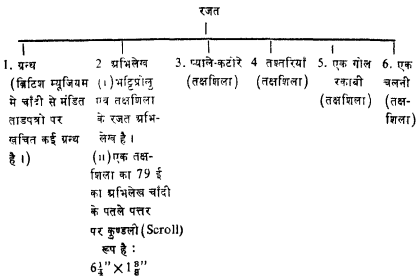 रजत
1. ग्रन्थ
(ब्रिटिश म्यूजियम
मे चाँदी से मंडित
ताडपत्रो पर
खचित कई ग्रन्थ
है।)
2 अभिलेख
(i) भट्टिप्रोलु
एव तक्षशिला
के रजत अभि-
लेख है।
(ii) एक तक्ष-
शिला का 79 ई
का अभिलेख चाँदी
के पतले पत्तर
पर कुण्डली (Scroll)
रूप है :
6¼” × 1⅜”
3. प्याले-कटोरे
(तक्षशिला)
4 तश्तरियाँ
(तक्षशिला)
5. एक गोल
रकाबी
(तक्षशिला)
6. एक
चलनी
(तक्ष-
शिला)